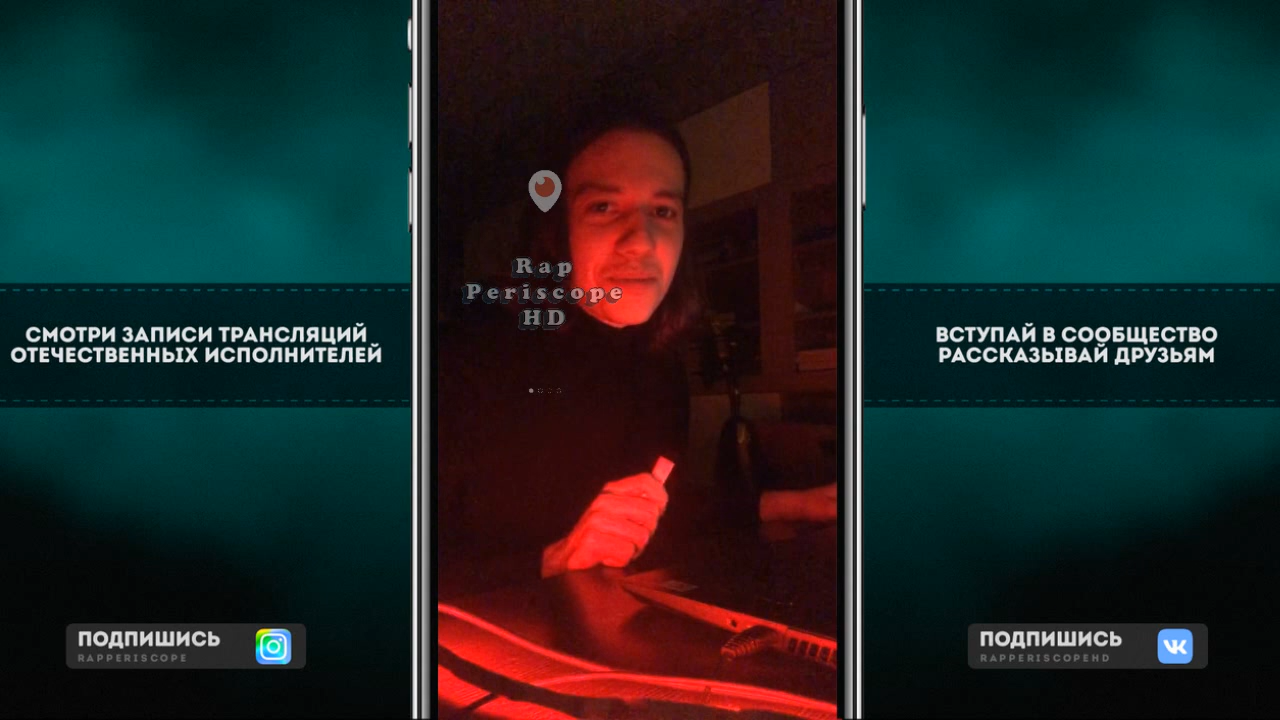 СМОТРИ ЗАПИСИ ТРАНСЛЯЦИЙ
ОТЕЧЕСТВЕННЫХ ИСПОЛНИТЕЛЕЙ
ПОДПИШИСЬ
RAPPERISCOPE
Rap
Periscope
HD
ВСТУПАЙ В СООБЩЕСТВО
РАССКАЗЫВАЙ ДРУЗЬЯМ
ПОДПИШИСЬ
RAPPERISCOPEHD